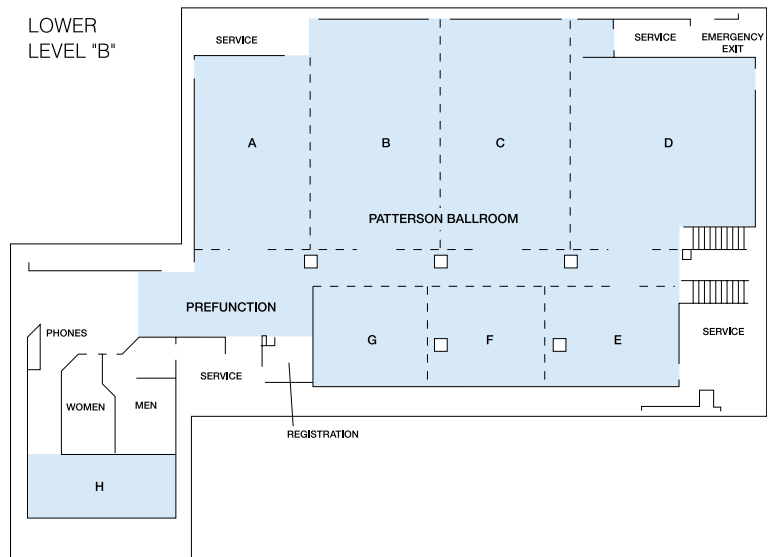 LOWER
LEVEL "B"
SERVICE
SERVICE
EMERGENCY
EXIT
A
B
C
D
PATTERSON BALLROOM
PREFUNCTION
PHONES
G
F
E
SERVICE
SERVICE
WOMEN
MEN
REGISTRATION
H